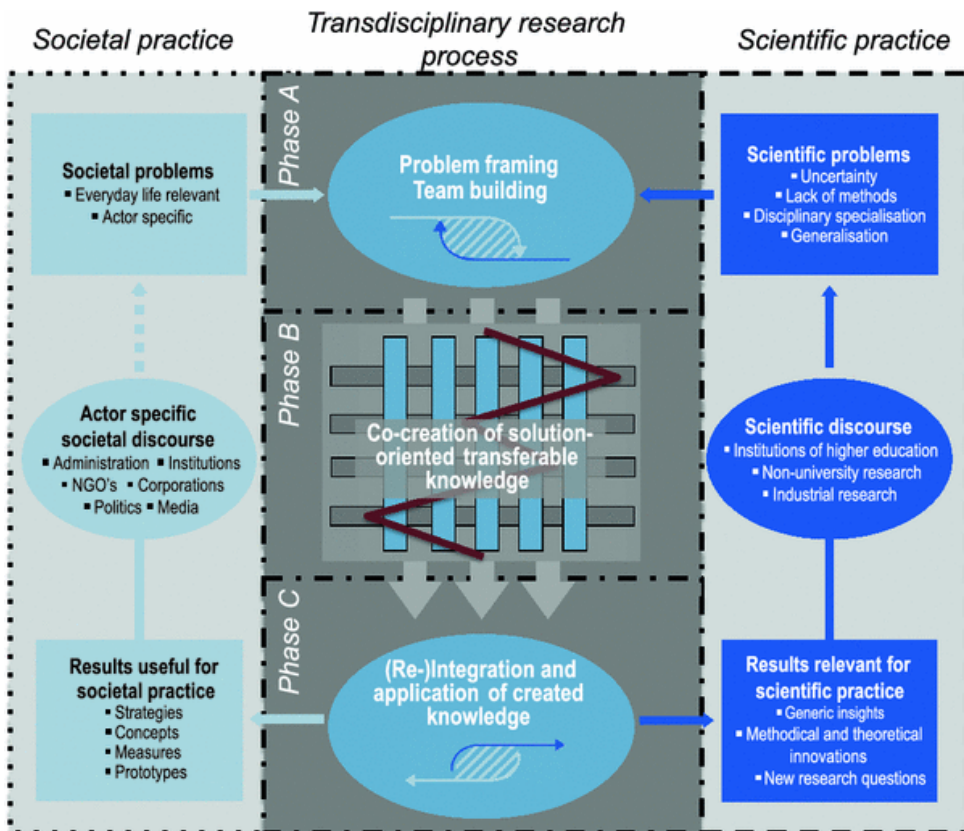 Societal practice
Transdisciplinary research
process
Scientific practice
Phase A
Societal problems
▪ Everyday life relevant
▪ Actor specific
Problem framing
Team building
Scientific problems
▪ Uncertainty
▪ Lack of methods
▪ Disciplinary specialisation
▪ Generalisation
Phase B
Actor specific
societal discourse
▪ Administration ▪ Institutions
▪ NGO's ▪ Corporations
▪ Politics ▪ Media
Co-creation of solution-
oriented transferable
knowledge
Scientific discourse
▪ Institutions of higher education
▪ Non-university research
▪ Industrial research
Phase C
Results useful for
societal practice
▪ Strategies
▪ Concepts
▪ Measures
▪ Prototypes
(Re-)Integration and
application of created
knowledge
Results relevant for
scientific practice
▪ Generic insights
▪ Methodical and theoretical
innovations
▪ New research questions